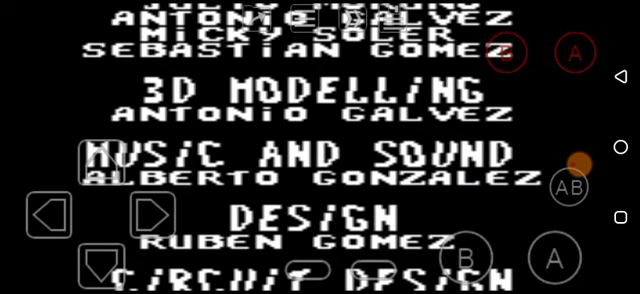 ANTONIO GALVEZ
MICKY SOLER
SEBASTIAN GOMEZ
3D MODELLING
ANTONIO GALVEZ
MUSIC AND SOUND
ALBERTO GONZALEZ
DESIGN
RUBEN GOMEZ
CIRCUIT DESIGN
B
A
AB
B
A